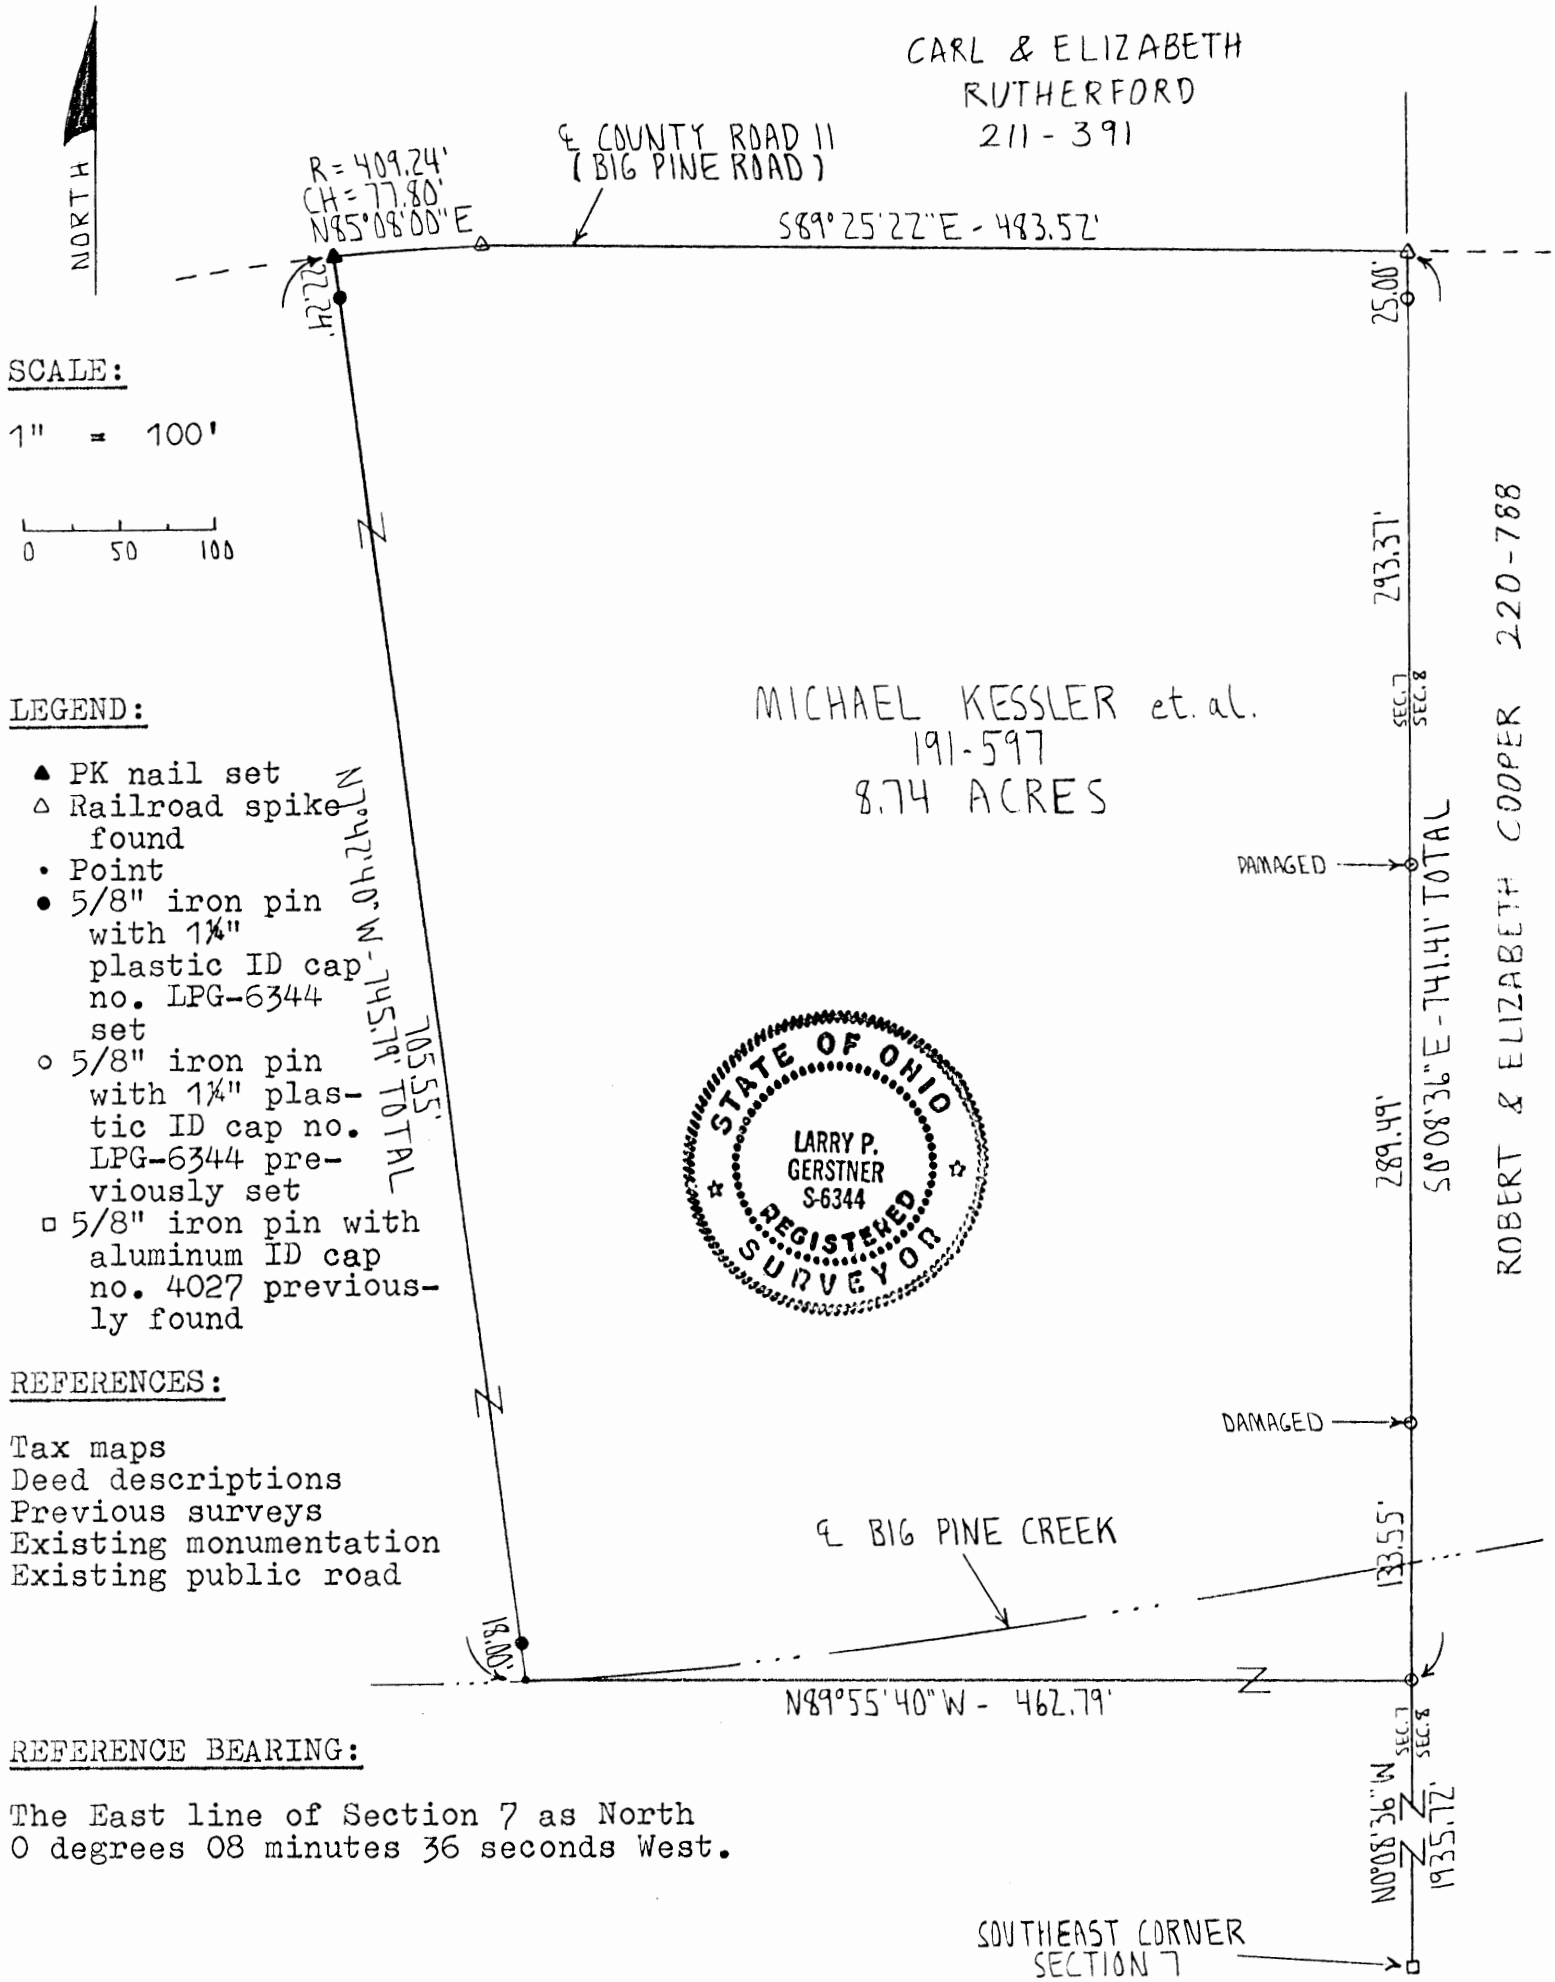 CARL & ELIZABETH
RUTHERFORD
211-391
℄ COUNTY ROAD 11
(BIG PINE ROAD)
R = 409.24'
CH = 77.80'
N85°08'00"E
S89°25'22"E - 483.52'
NORTH
22.24'
25.00'
SCALE:
1" = 100'
0 50 100
293.37'
SEC.7
SEC.8
ROBERT & ELIZABETH COOPER 220-788
MICHAEL KESSLER et. al.
191-597
8.74 ACRES
LEGEND:
▲ PK nail set
△ Railroad spike
found
• Point
● 5/8" iron pin
with 1¼"
plastic ID cap
no. LPG-6344
set
○ 5/8" iron pin
with 1¼" plas-
tic ID cap no.
LPG-6344 pre-
viously set
□ 5/8" iron pin with
aluminum ID cap
no. 4027 previous-
ly found
N7°42'40"W - 745.79' TOTAL
705.55'
DAMAGED
S0°08'36"E - 741.41' TOTAL
289.49'
STATE OF OHIO
LARRY P.
GERSTNER
S-6344
REGISTERED
SURVEYOR
DAMAGED
REFERENCES:
Tax maps
Deed descriptions
Previous surveys
Existing monumentation
Existing public road
℄ BIG PINE CREEK
133.55'
18.00'
N89°55'40"W - 462.79'
SEC.7
SEC.8
REFERENCE BEARING:
The East line of Section 7 as North
0 degrees 08 minutes 36 seconds West.
N0°08'36"W
1935.72'
SOUTHEAST CORNER
SECTION 7